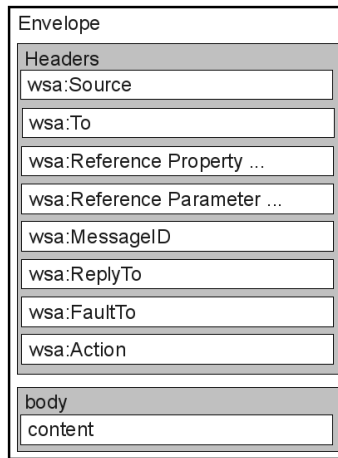 Envelope
Headers
wsa:Source
wsa:To
wsa:Reference Property ...
wsa:Reference Parameter ...
wsa:MessageID
wsa:ReplyTo
wsa:FaultTo
wsa:Action
body
content